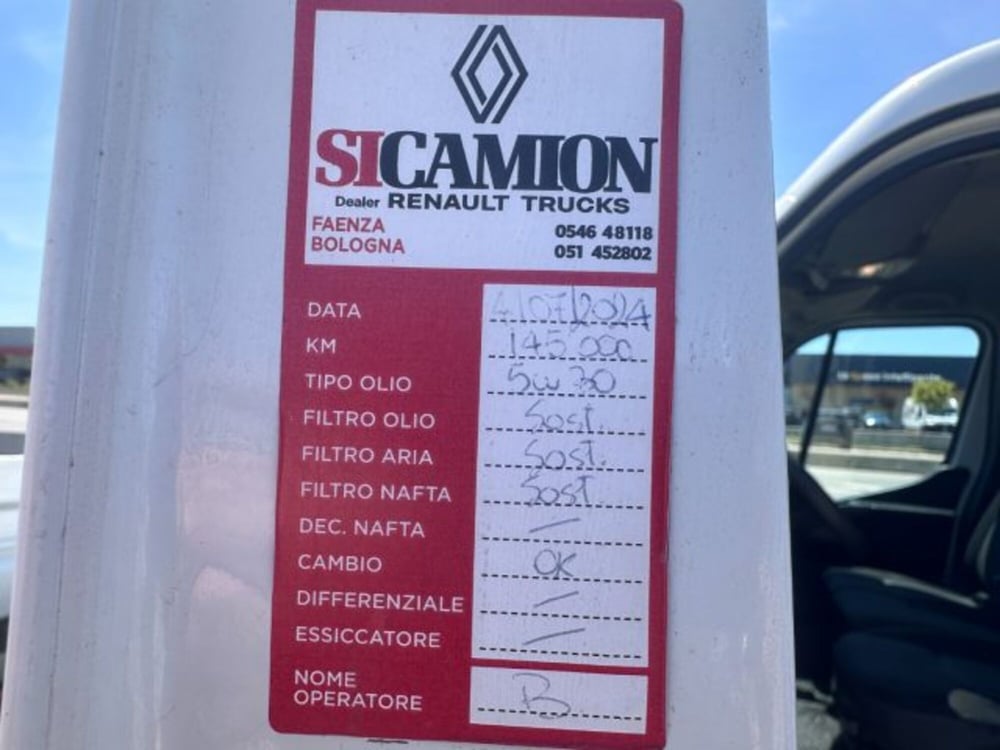 SICAMION
Dealer RENAULT TRUCKS
FAENZA 0546 48118
BOLOGNA 051 452802
DATA 4/07/2024
KM 145.000
TIPO OLIO 5W30
FILTRO OLIO Sost.
FILTRO ARIA Sost.
FILTRO NAFTA Sost.
DEC. NAFTA —
CAMBIO OK
DIFFERENZIALE —
ESSICCATORE —
NOME
OPERATORE B